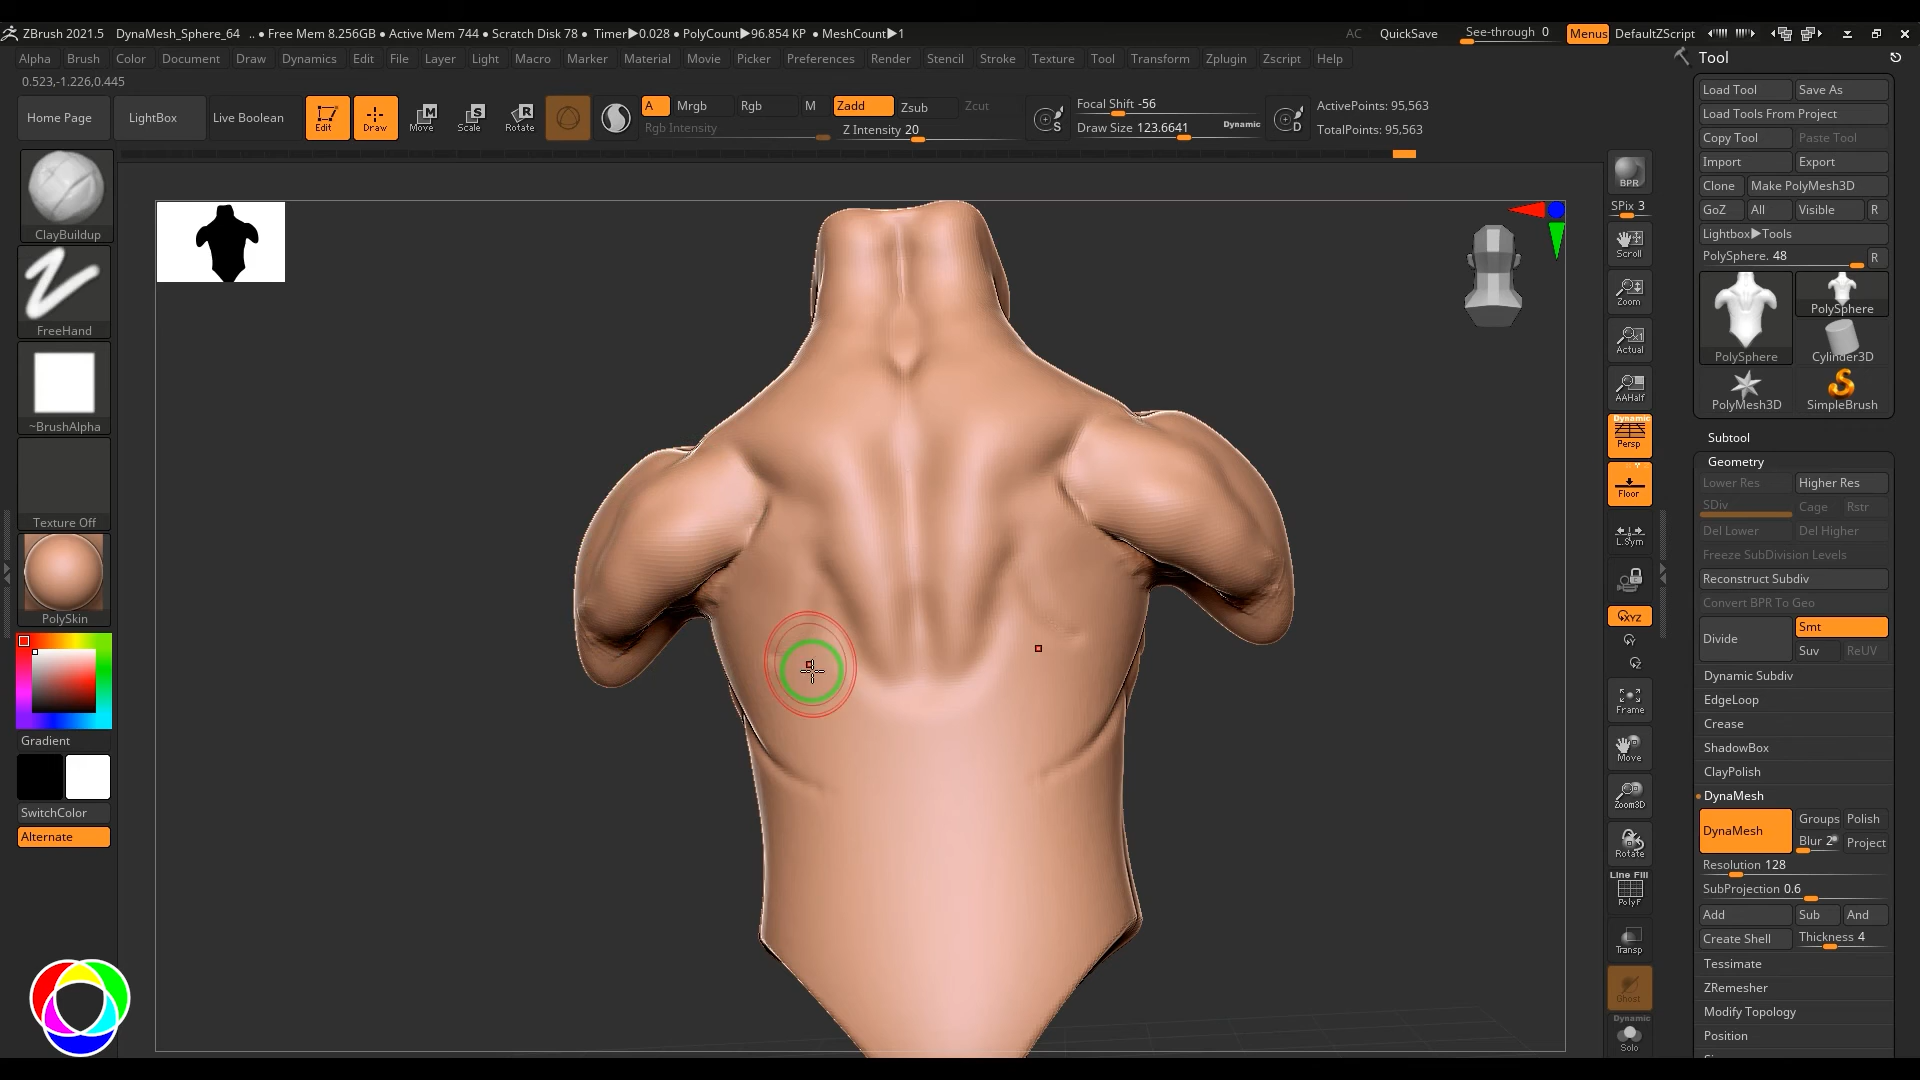 ZBrush 2021.5 DynaMesh_Sphere_64 .. • Free Mem 8.256GB • Active Mem 744 • Scratch Disk 78 • Timer▶0.028 • PolyCount▶96.854 KP • MeshCount▶1 AC QuickSave See-through 0 Menus DefaultZScript
Alpha Brush Color Document Draw Dynamics Edit File Layer Light Macro Marker Material Movie Picker Preferences Render Stencil Stroke Texture Tool Transform Zplugin Zscript Help
Tool
0.523,-1.226,0.445
Home Page LightBox Live Boolean Edit Draw Move Scale Rotate
A Mrgb Rgb M Zadd Zsub Zcut
Rgb Intensity Z Intensity 20
S Focal Shift -56
Draw Size 123.6641 Dynamic D
ActivePoints: 95,563
TotalPoints: 95,563
ClayBuildup
FreeHand
~BrushAlpha
Texture Off
PolySkin
Gradient
SwitchColor
Alternate
BPR
SPix 3
Scroll
Zoom
Actual
AAHalf
Dynamic
Persp
Floor
L.Sym
XYZ
Y
Z
Frame
Move
Zoom3D
Rotate
Line Fill
PolyF
Transp
Ghost
Dynamic
Solo
Load Tool Save As
Load Tools From Project
Copy Tool Paste Tool
Import Export
Clone Make PolyMesh3D
GoZ All Visible R
Lightbox▶Tools
PolySphere. 48 R
PolySphere PolySphere
Cylinder3D
PolyMesh3D SimpleBrush
Subtool
Geometry
Lower Res Higher Res
SDiv Cage Rstr
Del Lower Del Higher
Freeze SubDivision Levels
Reconstruct Subdiv
Convert BPR To Geo
Divide Smt
Suv ReUV
Dynamic Subdiv
EdgeLoop
Crease
ShadowBox
ClayPolish
DynaMesh
DynaMesh Groups Polish
Blur 2 Project
Resolution 128
SubProjection 0.6
Add Sub And
Create Shell Thickness 4
Tessimate
ZRemesher
Modify Topology
Position